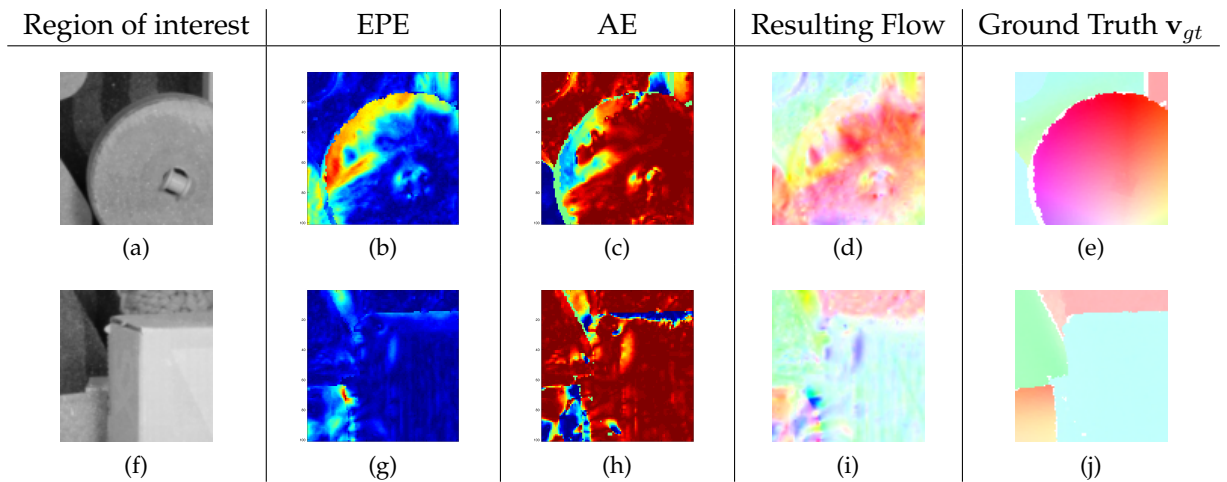 Region of interest EPE AE Resulting Flow Ground Truth v_gt
(a) (b) (c) (d) (e)
(f) (g) (h) (i) (j)